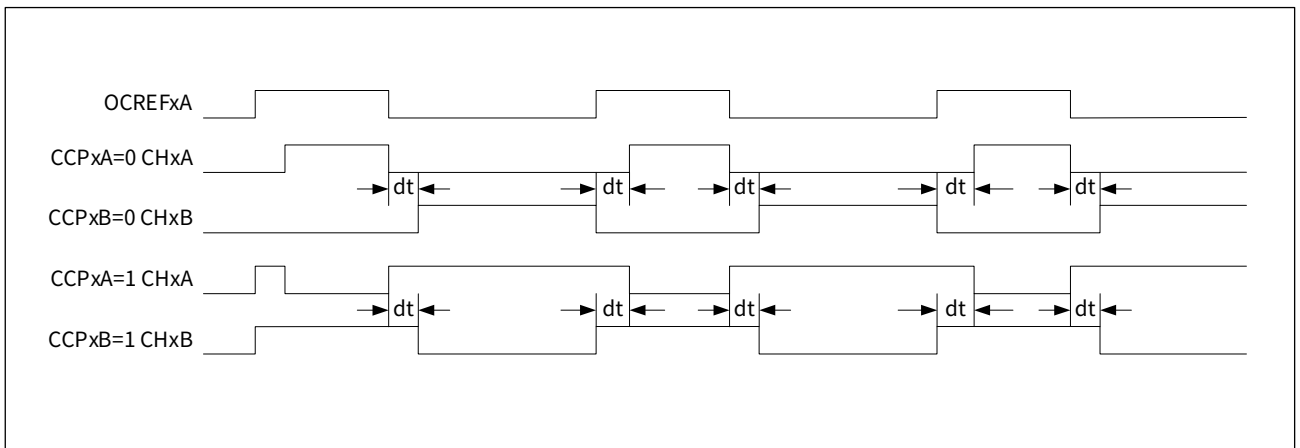 OCREFxA
CCPxA=0 CHxA
dt dt dt dt dt
CCPxB=0 CHxB
CCPxA=1 CHxA
dt dt dt dt dt
CCPxB=1 CHxB